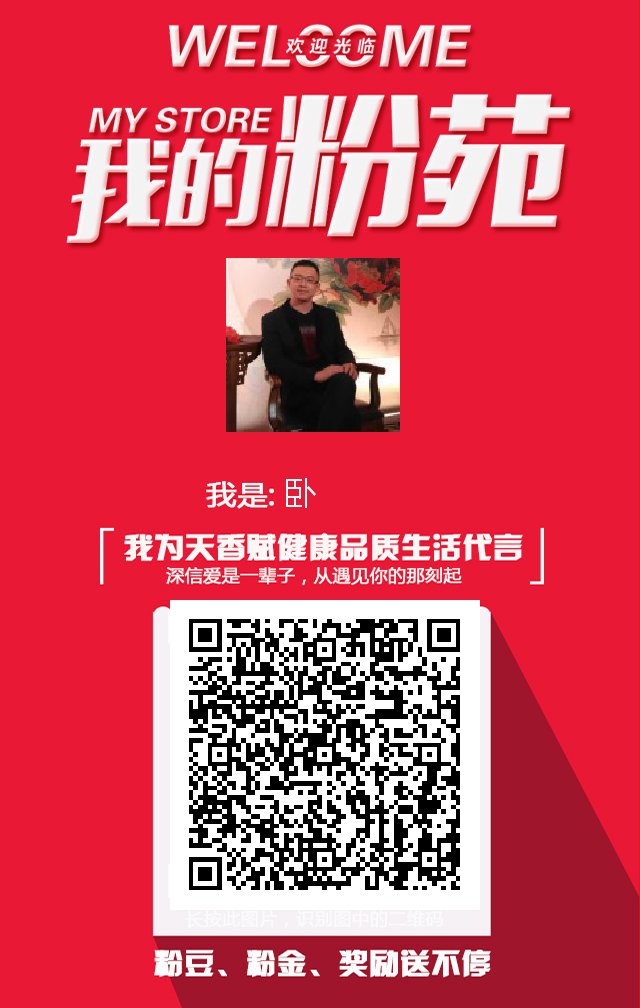 WELCOME
欢迎光临
MY STORE
我的粉苑
我是: 卧
我为天香赋健康品质生活代言
深信爱是一辈子，从遇见你的那刻起
长按此图片，识别图中的二维码
粉豆、粉金、奖励送不停